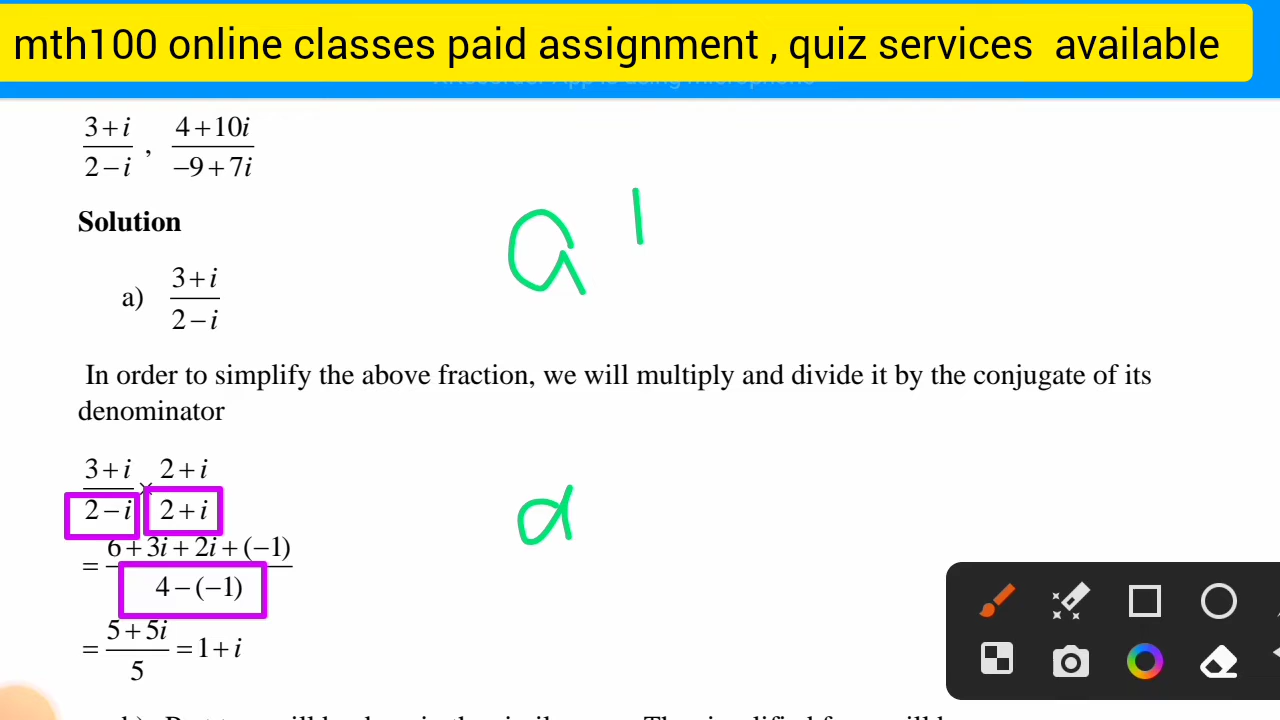 mth100 online classes paid assignment , quiz services available
3+i/2−i , 4+10i/−9+7i
Solution
a) 3+i/2−i
In order to simplify the above fraction, we will multiply and divide it by the conjugate of its
denominator
3+i/2−i × 2+i/2+i
= 6+3i+2i+(−1)/4−(−1)
= 5+5i/5 =1+i
a
a